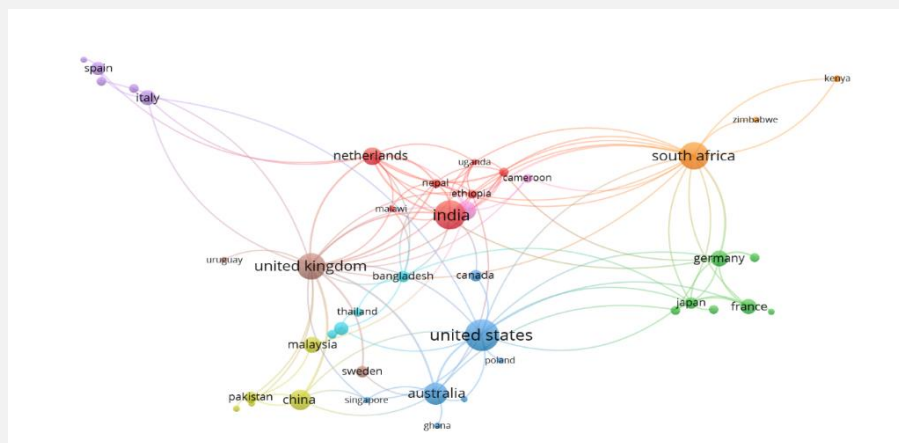 spain
kenya
italy
zimbabwe
netherlands
south africa
uganda
cameroon
nepal
ethiopia
malawi
india
uruguay
united kingdom
germany
bangladesh
canada
japan
france
thailand
united states
malaysia
poland
sweden
pakistan
china
singapore
australia
ghana